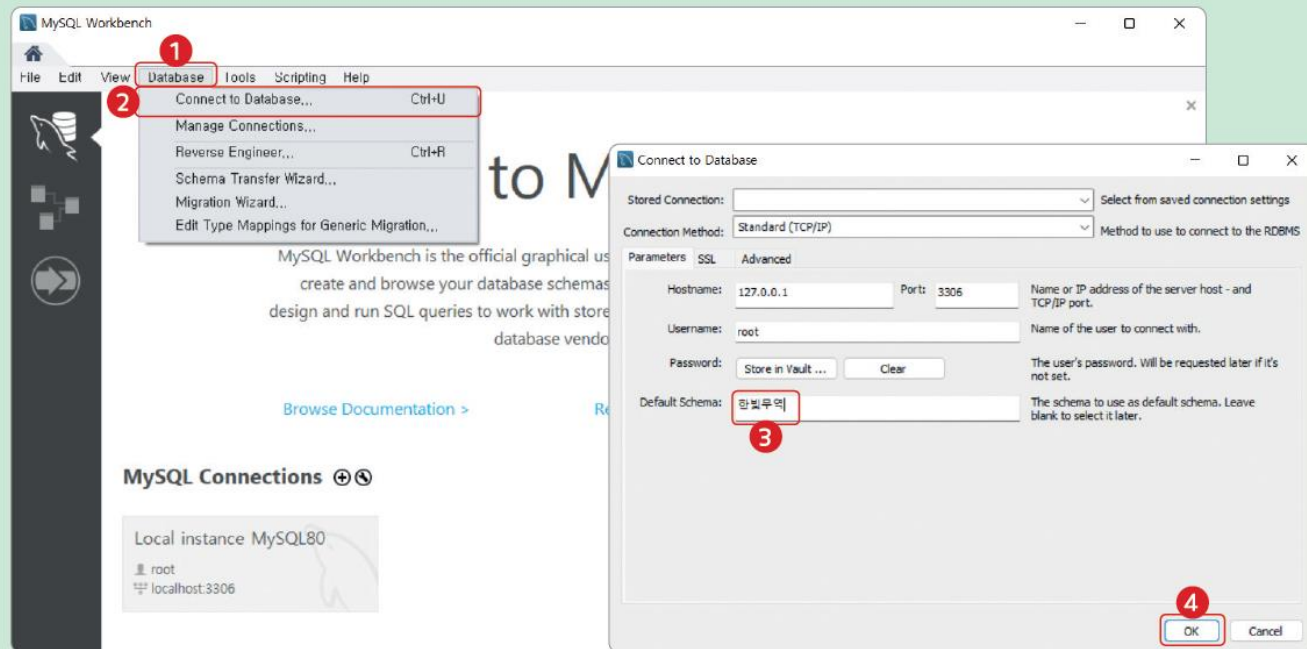 MySQL Workbench
1
File Edit View Database Tools Scripting Help
2
Connect to Database... Ctrl+U
Manage Connections...
Reverse Engineer... Ctrl+R
Schema Transfer Wizard...
Migration Wizard...
Edit Type Mappings for Generic Migration...
to M
MySQL Workbench is the official graphical us
create and browse your database schemas
design and run SQL queries to work with store
database vendo
Browse Documentation >
Re
MySQL Connections
Local instance MySQL80
root
localhost:3306
Connect to Database
Stored Connection: Select from saved connection settings
Connection Method: Standard (TCP/IP) Method to use to connect to the RDBMS
Parameters SSL Advanced
Hostname: 127.0.0.1 Port: 3306 Name or IP address of the server host - and
TCP/IP port.
Username: root Name of the user to connect with.
Password: Store in Vault ... Clear The user's password. Will be requested later if it's
not set.
Default Schema: 한빛무역 The schema to use as default schema. Leave
blank to select it later.
3
4
OK Cancel